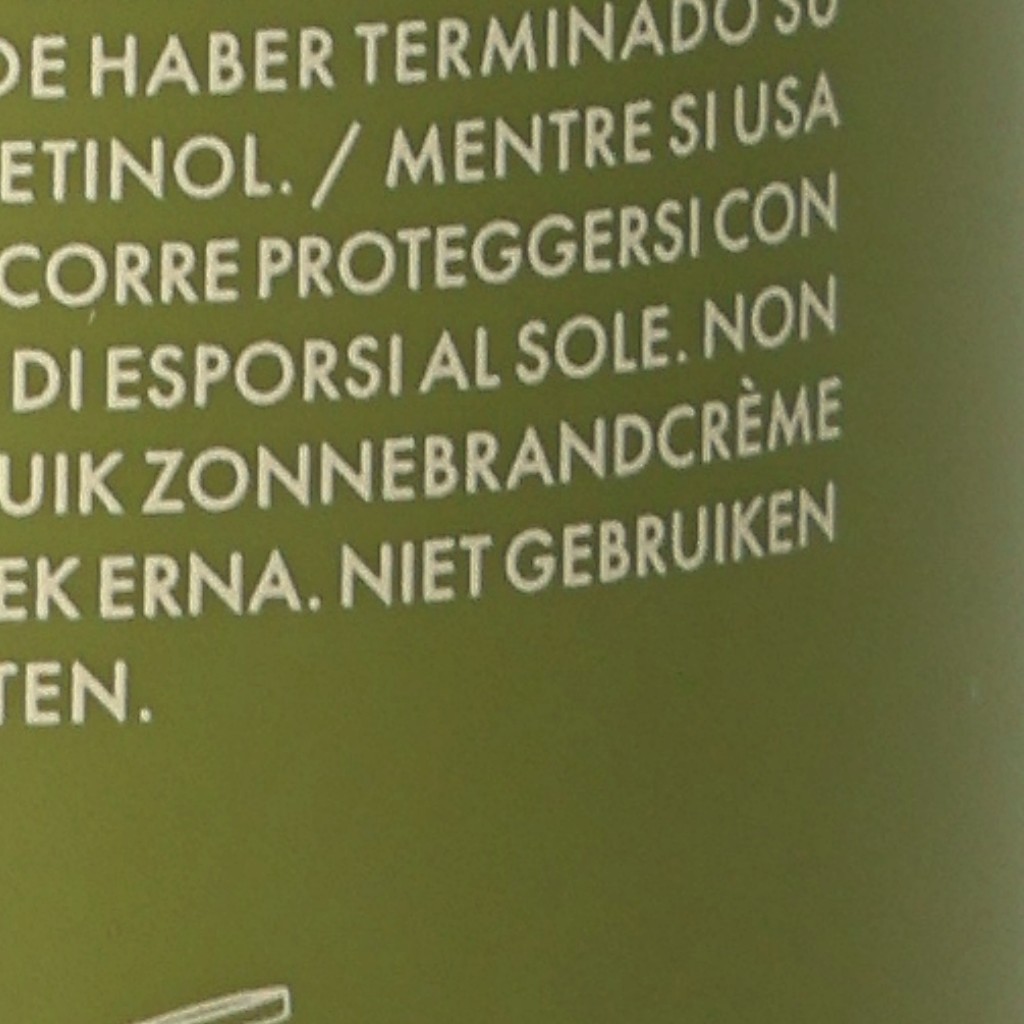 DE HABER TERMINADO SU
ETINOL. / MENTRE SI USA
CORRE PROTEGGERSI CON
DI ESPORSI AL SOLE. NON
UIK ZONNEBRANDCRÈME
EK ERNA. NIET GEBRUIKEN
TEN.